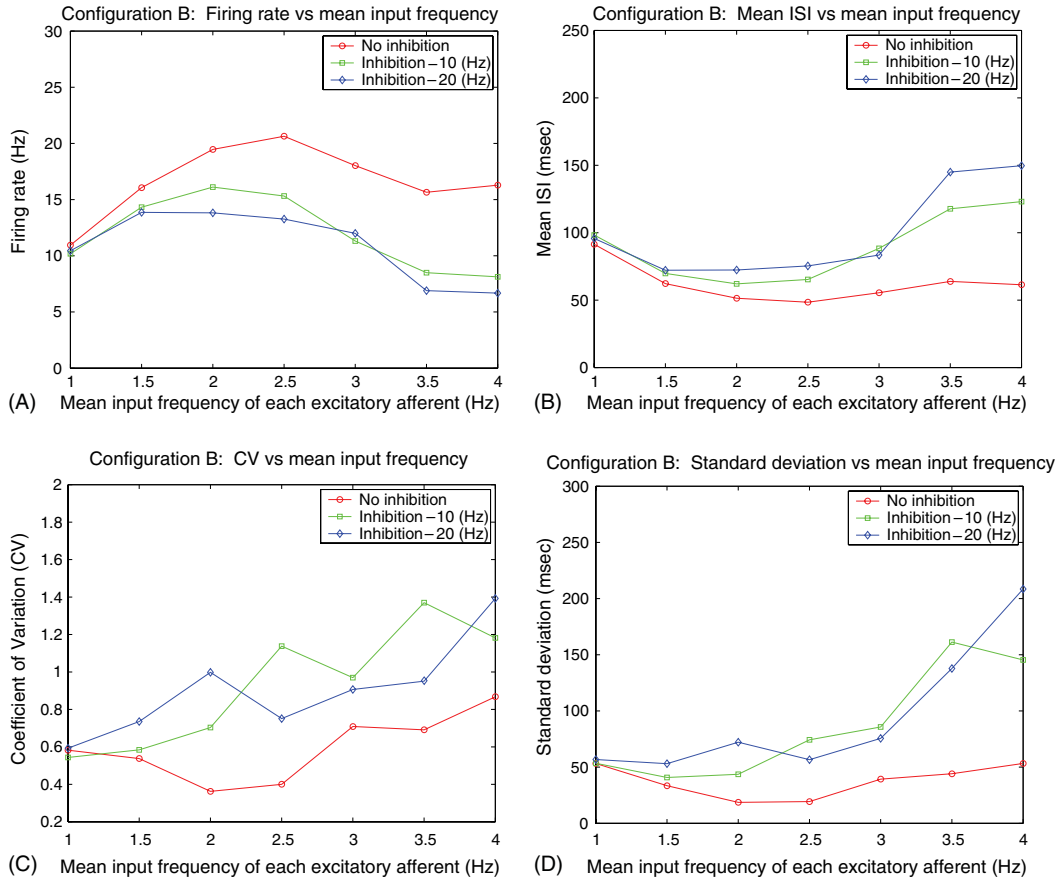 Configuration B: Firing rate vs mean input frequency
30
25
20
15
10
5
0
Firing rate (Hz)
No inhibition
Inhibition–10 (Hz)
Inhibition–20 (Hz)
1 1.5 2 2.5 3 3.5 4
(A) Mean input frequency of each excitatory afferent (Hz)
Configuration B: Mean ISI vs mean input frequency
250
200
150
100
50
0
Mean ISI (msec)
No inhibition
Inhibition–10 (Hz)
Inhibition–20 (Hz)
1 1.5 2 2.5 3 3.5 4
(B) Mean input frequency of each excitatory afferent (Hz)
Configuration B: CV vs mean input frequency
2
1.8
1.6
1.4
1.2
1
0.8
0.6
0.4
0.2
Coefficient of Variation (CV)
No inhibition
Inhibition–10 (Hz)
Inhibition–20 (Hz)
1 1.5 2 2.5 3 3.5 4
(C) Mean input frequency of each excitatory afferent (Hz)
Configuration B: Standard deviation vs mean input frequency
300
250
200
150
100
50
0
Standard deviation (msec)
No inhibition
Inhibition–10 (Hz)
Inhibition–20 (Hz)
1 1.5 2 2.5 3 3.5 4
(D) Mean input frequency of each excitatory afferent (Hz)